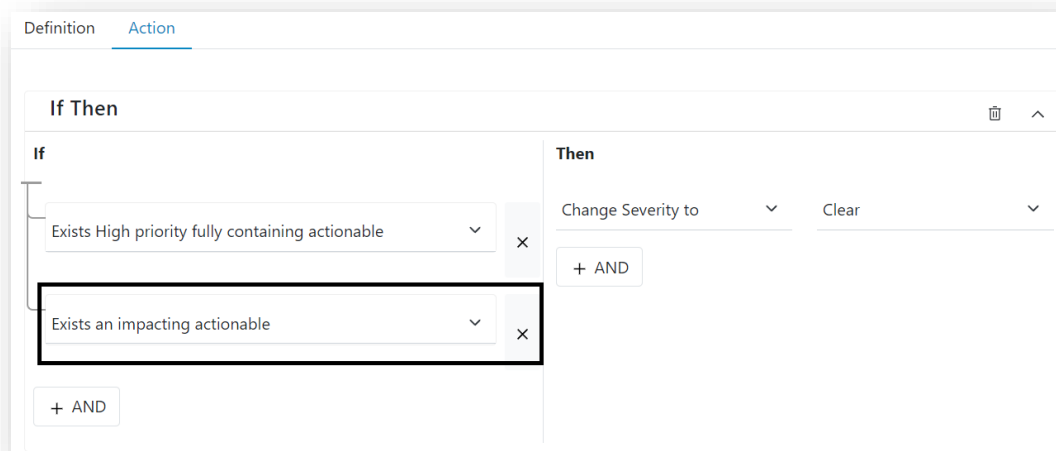 Definition Action
If Then
If
Exists High priority fully containing actionable
Exists an impacting actionable
+ AND
Then
Change Severity to Clear
+ AND